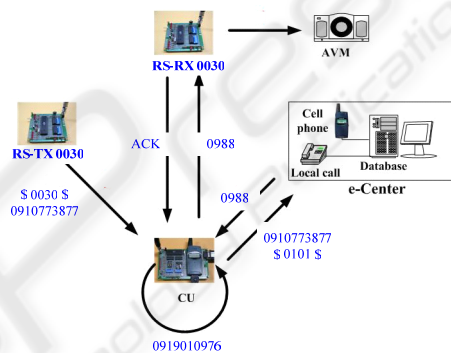 AVM
RS-RX 0030
Cell
phone
RS-TX 0030
ACK
0988
Local call
Database
e-Center
$ 0030 $
0910773877
0988
0910773877
$ 0101 $
CU
0919010976